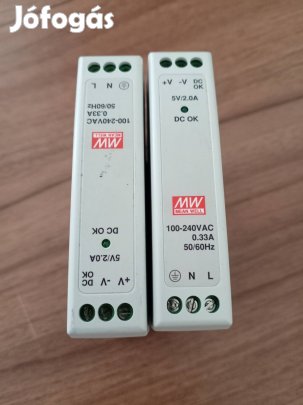 Jófogás
L N
100-240VAC
0.33A
50/60Hz
MW
MEAN WELL
DC OK
5V/2.0A
DC OK
-V +V
+V -V DC OK
5V/2.0A
DC OK
MW
MEAN WELL
100-240VAC
0.33A
50/60Hz
N L